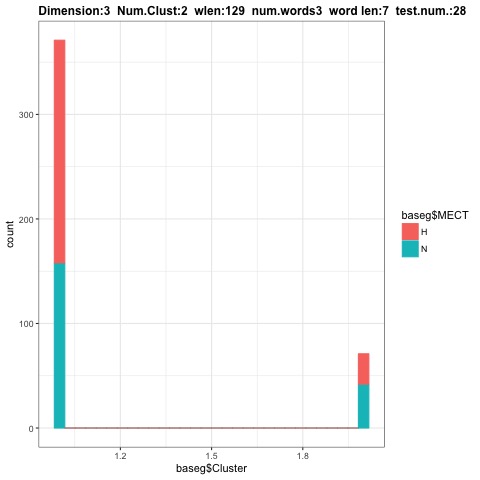 Dimension:3  Num.Clust:2  wlen:129  num.words3  word len:7  test.num.:28
300
200
100
0
count
1.2
1.5
1.8
baseg$Cluster
baseg$MECT
H
N